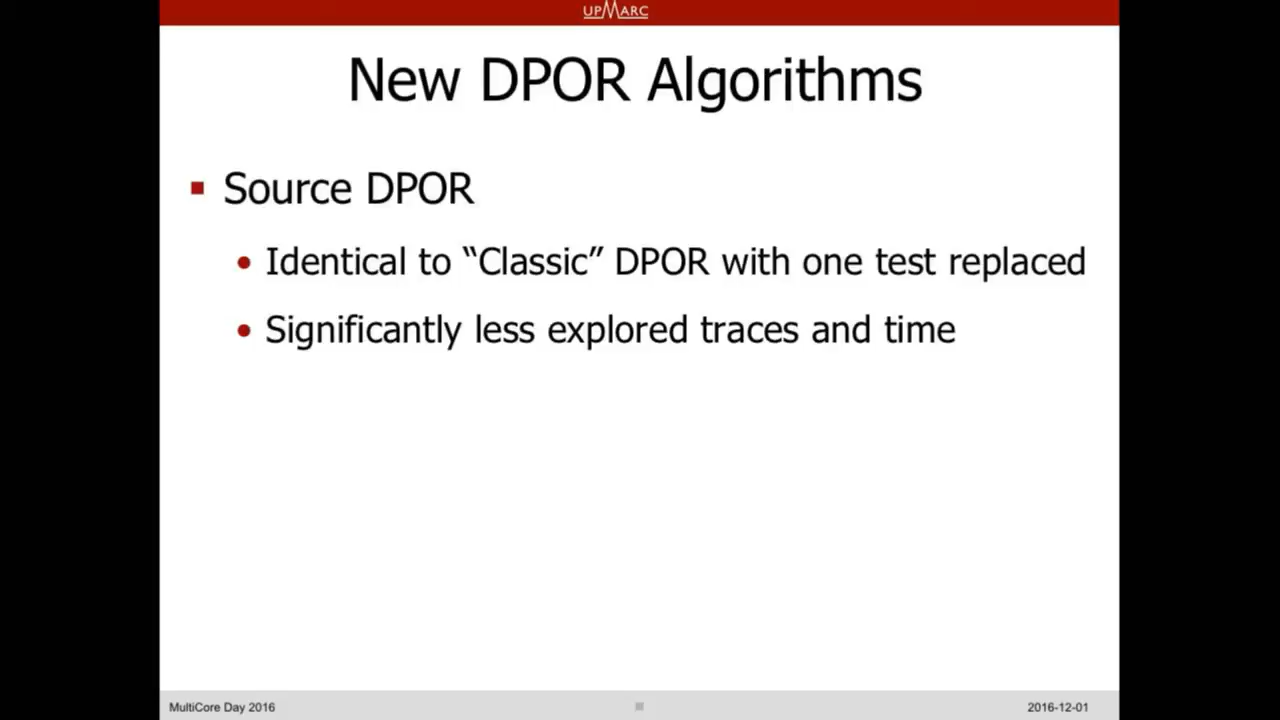 UPMARC
New DPOR Algorithms
Source DPOR
Identical to “Classic” DPOR with one test replaced
Significantly less explored traces and time
MultiCore Day 2016
2016-12-01